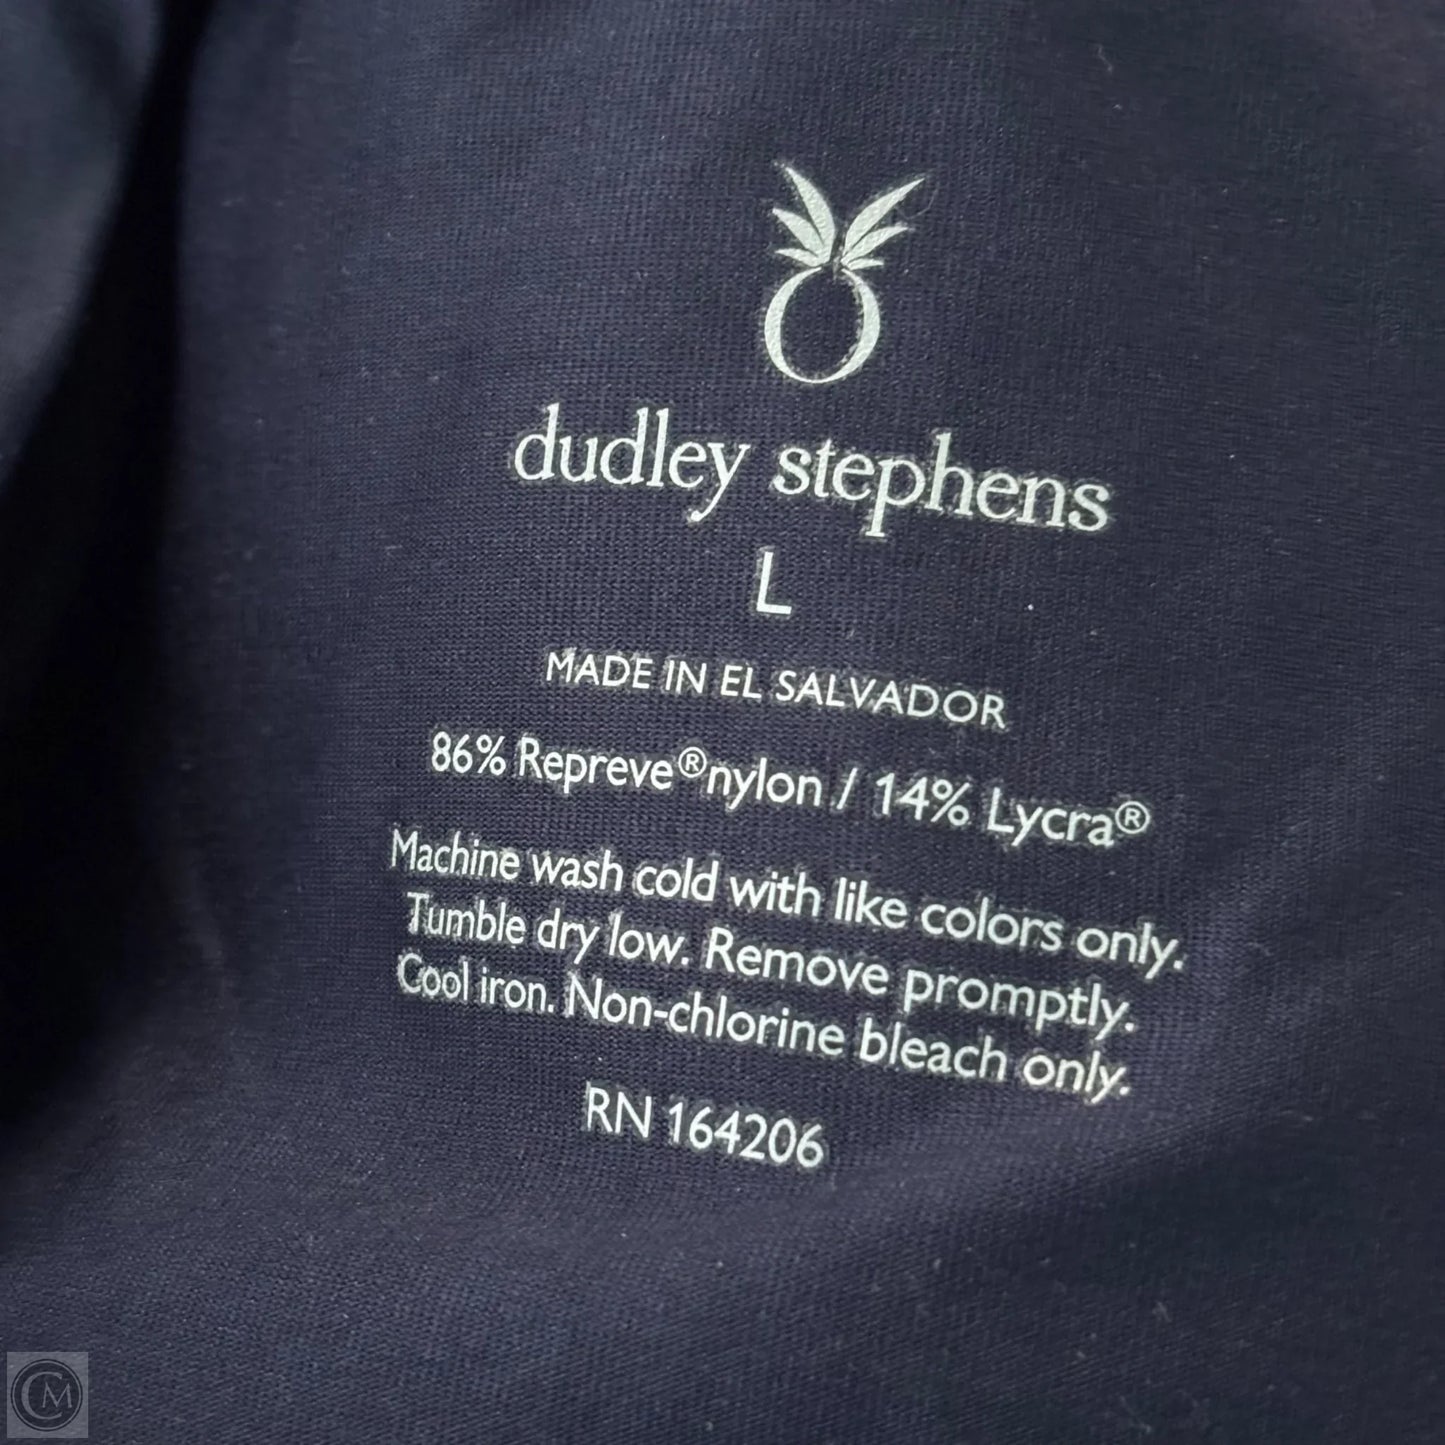 dudley stephens
L
MADE IN EL SALVADOR
86% Repreve® nylon / 14% Lycra®
Machine wash cold with like colors only.
Tumble dry low. Remove promptly.
Cool iron. Non-chlorine bleach only.
RN 164206
CM